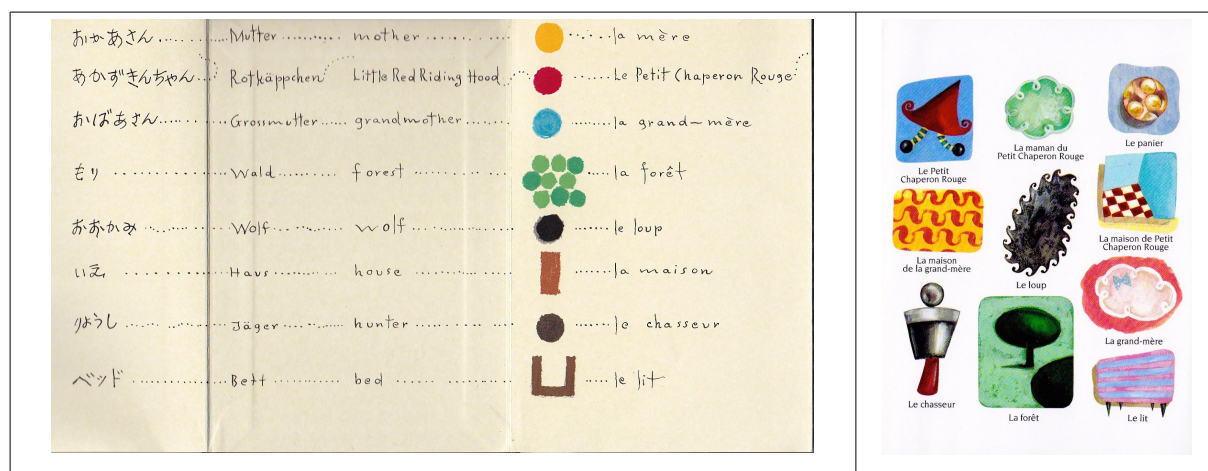 おかあさん Mutter mother la mère
あかずきんちゃん Rotkäppchen Little Red Riding Hood Le Petit Chaperon Rouge
おばあさん Grossmutter grandmother la grand-mère
もり Wald forest la forêt
おおかみ Wolf wolf le loup
いえ Haus house la maison
りょうし Jäger hunter le chasseur
ベッド Bett bed le lit
Le Petit
Chaperon Rouge
La maman du
Petit Chaperon Rouge
Le panier
La maison
de la grand-mère
Le loup
La maison de Petit
Chaperon Rouge
La grand-mère
Le chasseur
La forêt
Le lit